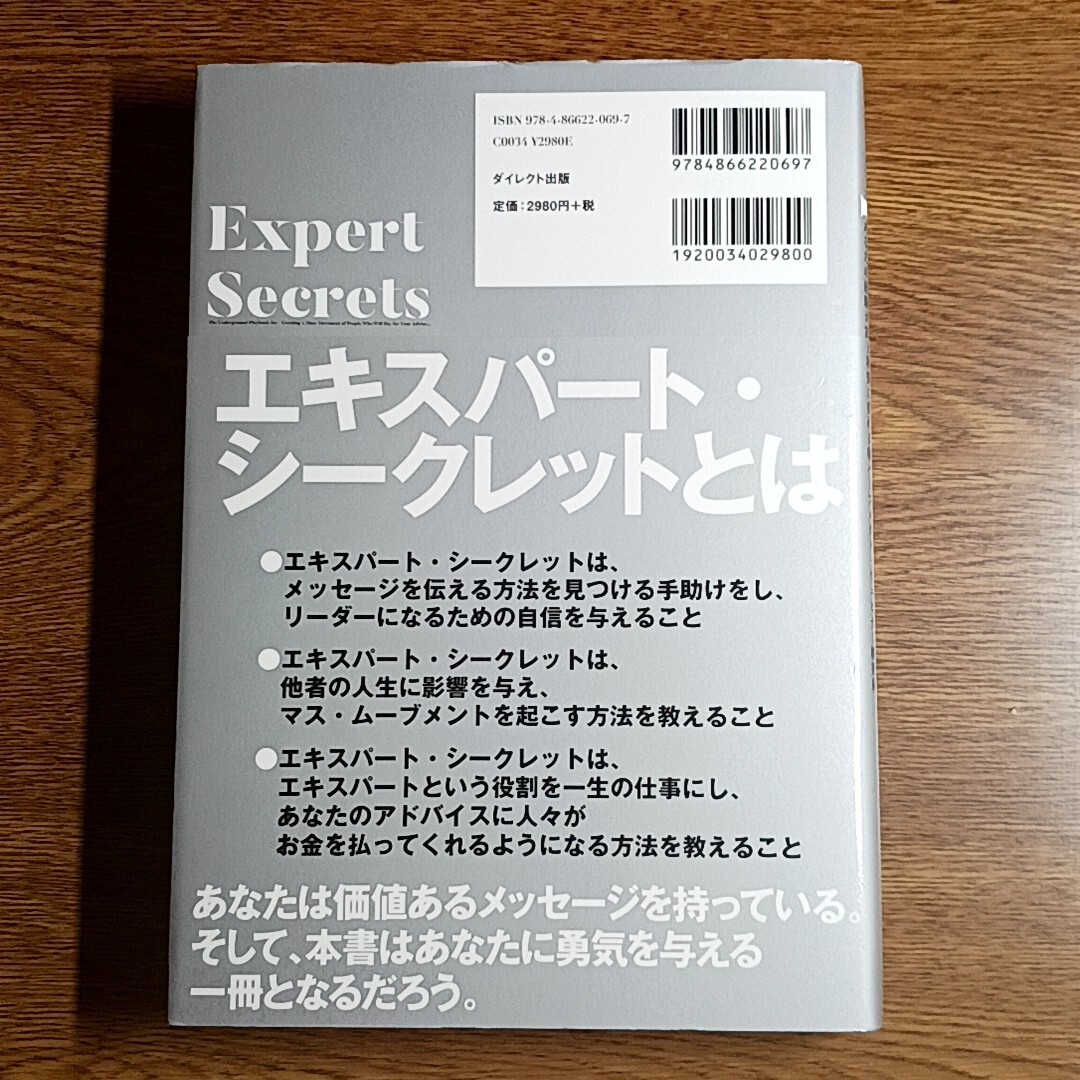 ISBN 978-4-86622-069-7
C0034 ¥2980E
ダイレクト出版
定価：2980円＋税
9784866220697
1920034029800
Expert
Secrets
エキスパート・
シークレットとは
●エキスパート・シークレットは、
メッセージを伝える方法を見つける手助けをし、
リーダーになるための自信を与えること
●エキスパート・シークレットは、
他者の人生に影響を与え、
マス・ムーブメントを起こす方法を教えること
●エキスパート・シークレットは、
エキスパートという役割を一生の仕事にし、
あなたのアドバイスに人々が
お金を払ってくれるようになる方法を教えること
あなたは価値あるメッセージを持っている。
そして、本書はあなたに勇気を与える
一冊となるだろう。